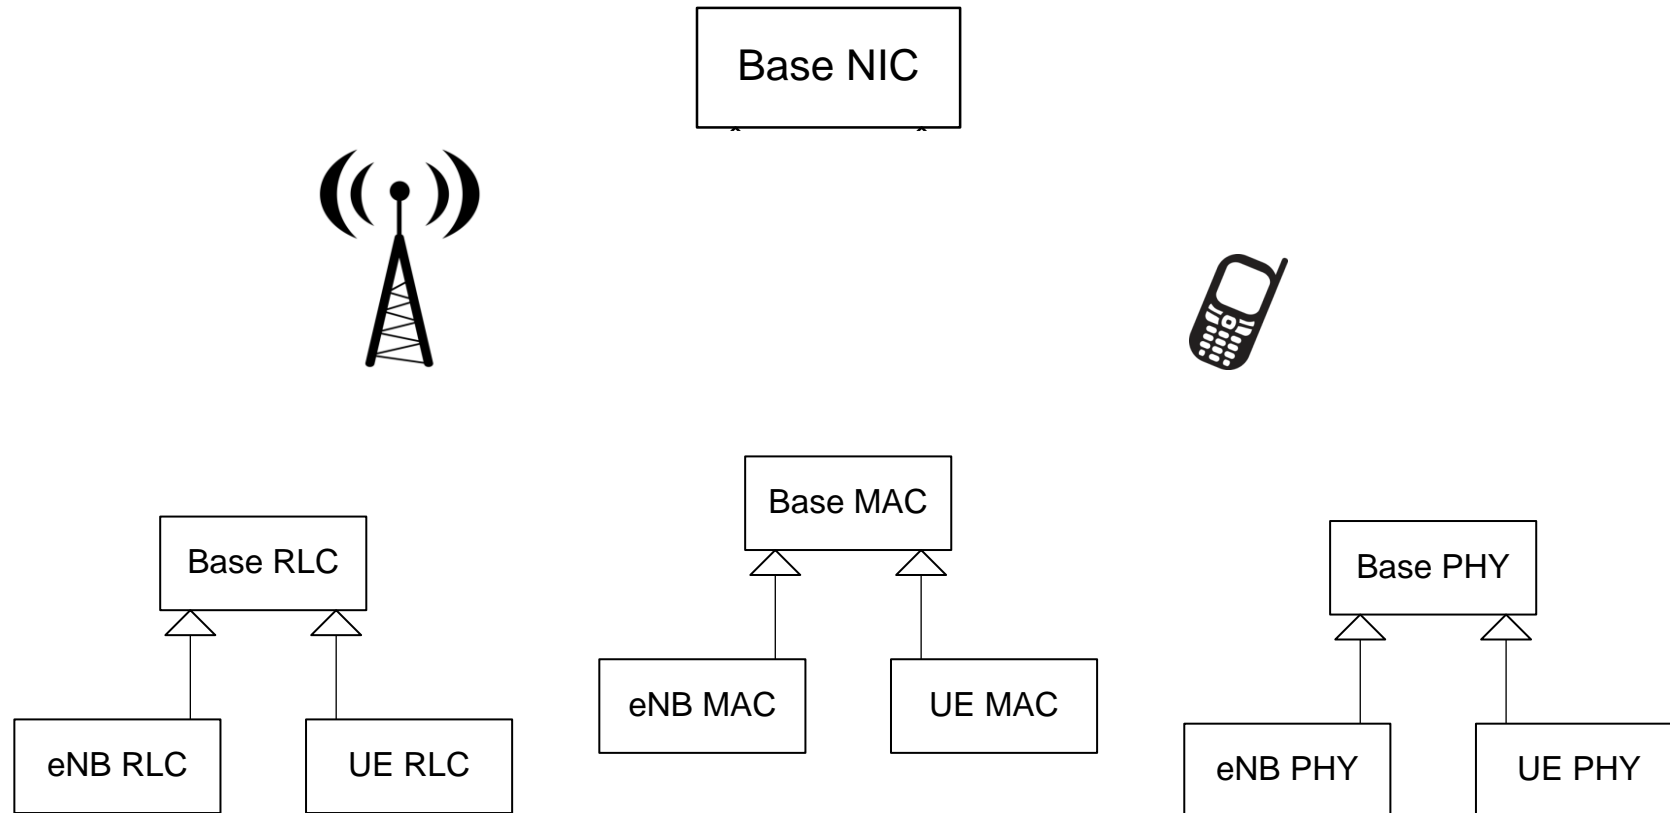 Base NIC
Base MAC
Base RLC
Base PHY
eNB MAC
UE MAC
eNB RLC
UE RLC
eNB PHY
UE PHY